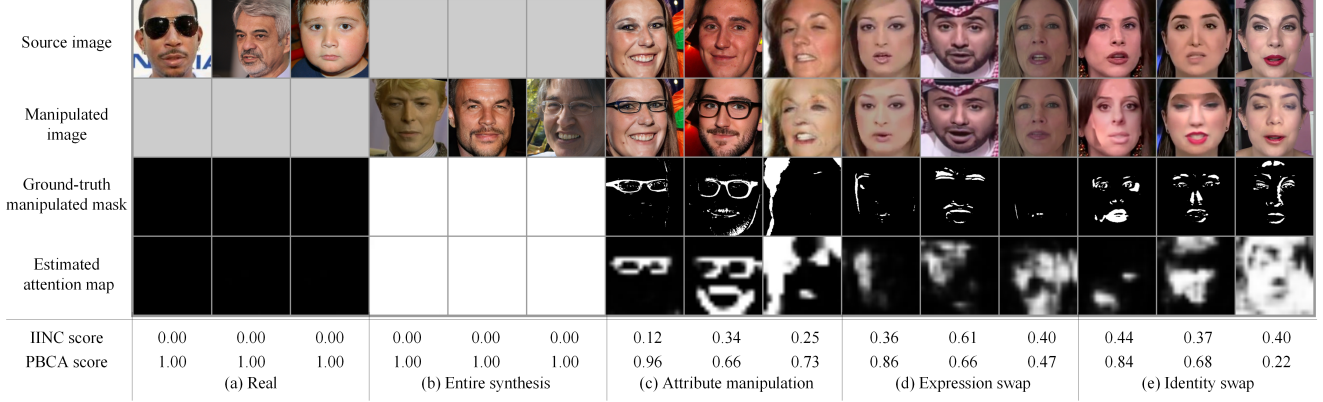 Source image
Manipulated
image
Ground-truth
manipulated mask
Estimated
attention map
IINC score 0.00 0.00 0.00 0.00 0.00 0.00 0.12 0.34 0.25 0.36 0.61 0.40 0.44 0.37 0.40
PBCA score 1.00 1.00 1.00 1.00 1.00 1.00 0.96 0.66 0.73 0.86 0.66 0.47 0.84 0.68 0.22
(a) Real (b) Entire synthesis (c) Attribute manipulation (d) Expression swap (e) Identity swap